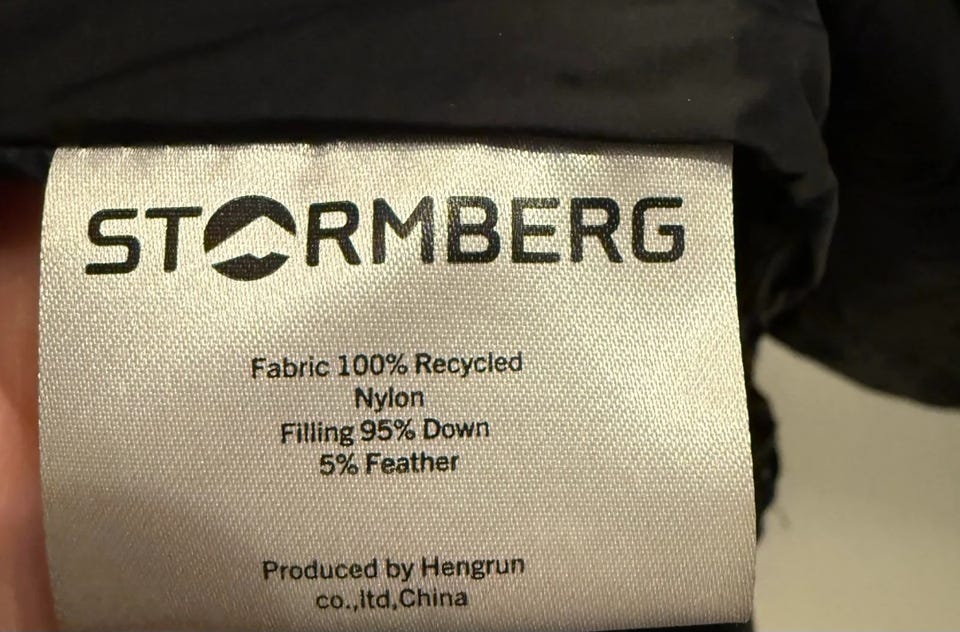 STORMBERG
Fabric 100% Recycled
Nylon
Filling 95% Down
5% Feather
Produced by Hengrun
co.,ltd,China